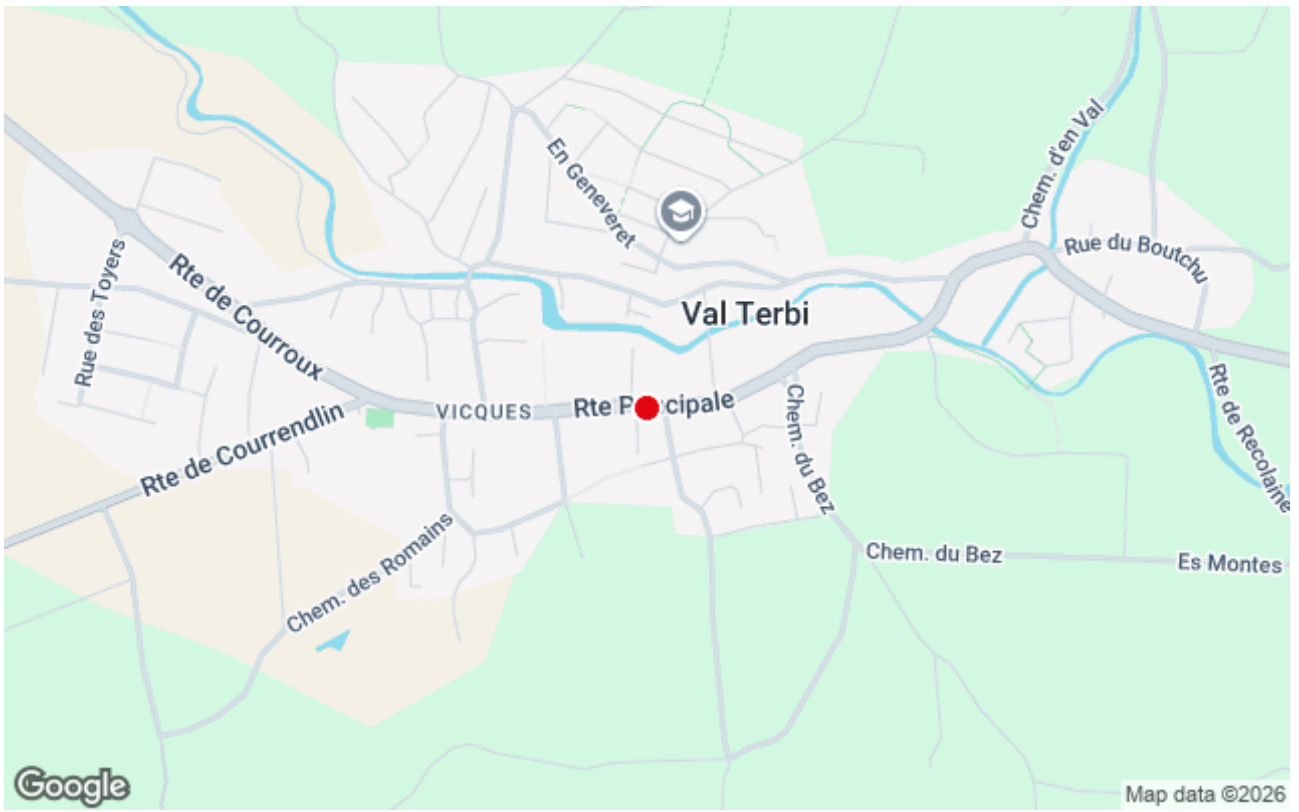 Chem. d'en Val
En Geneveret
Rue du Boutchu
Rue des Toyers
Rte de Courroux
Val Terbi
Rte de Recolaine
VICQUES
Rte Principale
Chem. du Bez
Rte de Courrendlin
Chem. des Romains
Chem. du Bez
Es Montes
Google
Map data ©2026